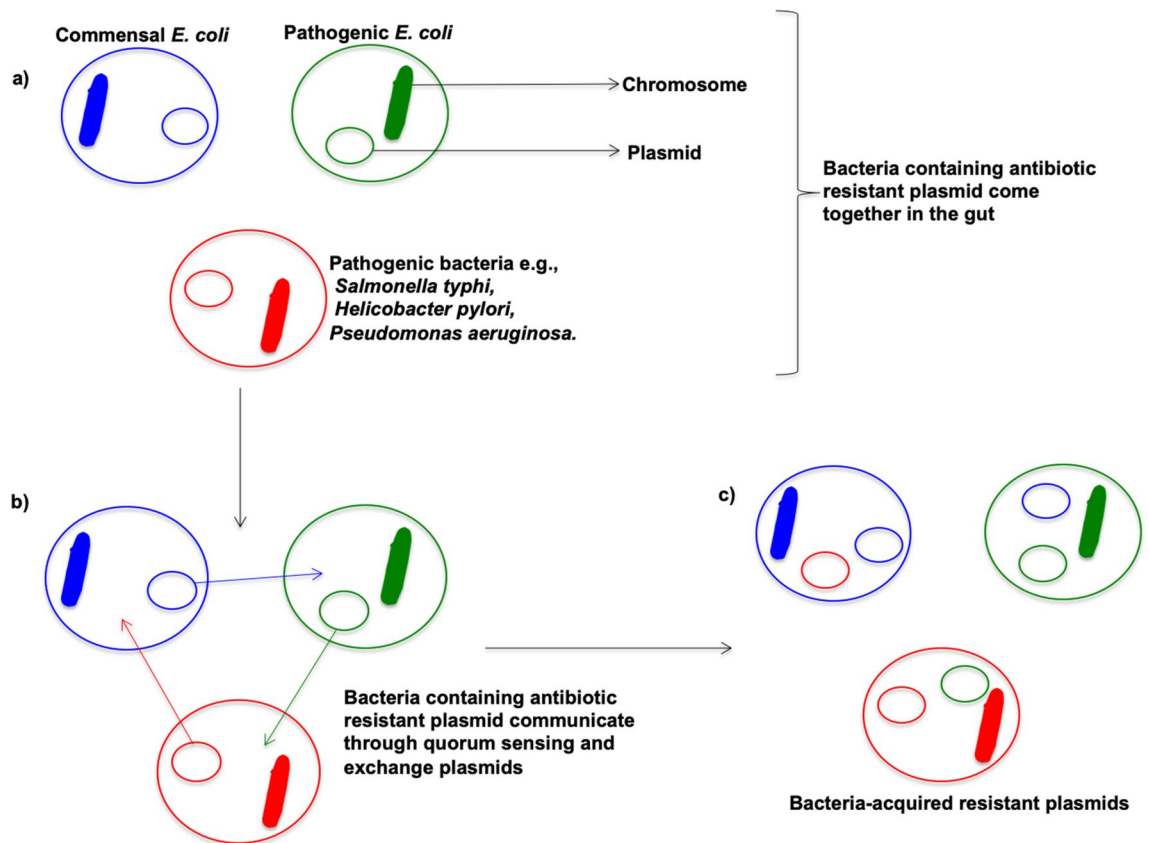 Commensal E. coli
Pathogenic E. coli
a)
Chromosome
Plasmid
Bacteria containing antibiotic
resistant plasmid come
together in the gut
Pathogenic bacteria e.g.,
Salmonella typhi,
Helicobacter pylori,
Pseudomonas aeruginosa.
b)
Bacteria containing antibiotic
resistant plasmid communicate
through quorum sensing and
exchange plasmids
c)
Bacteria-acquired resistant plasmids